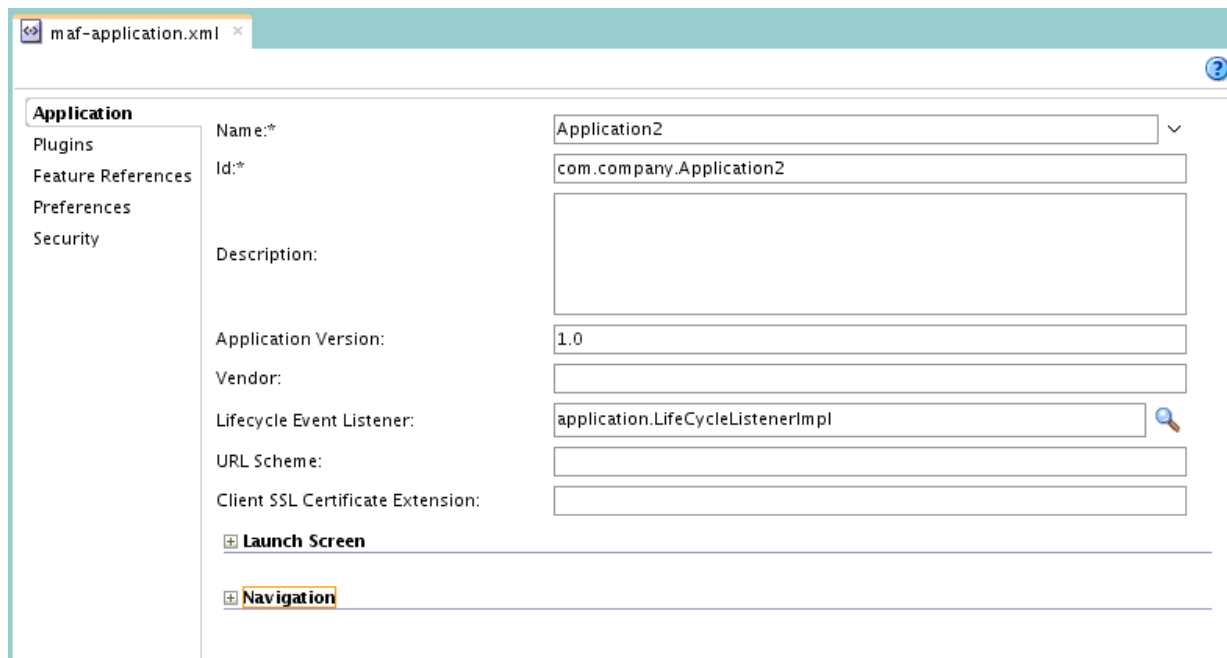 maf-application.xml
Application
Plugins
Feature References
Preferences
Security
Name:* Application2
Id:* com.company.Application2
Description:
Application Version: 1.0
Vendor:
Lifecycle Event Listener: application.LifeCycleListenerImpl
URL Scheme:
Client SSL Certificate Extension:
Launch Screen
Navigation